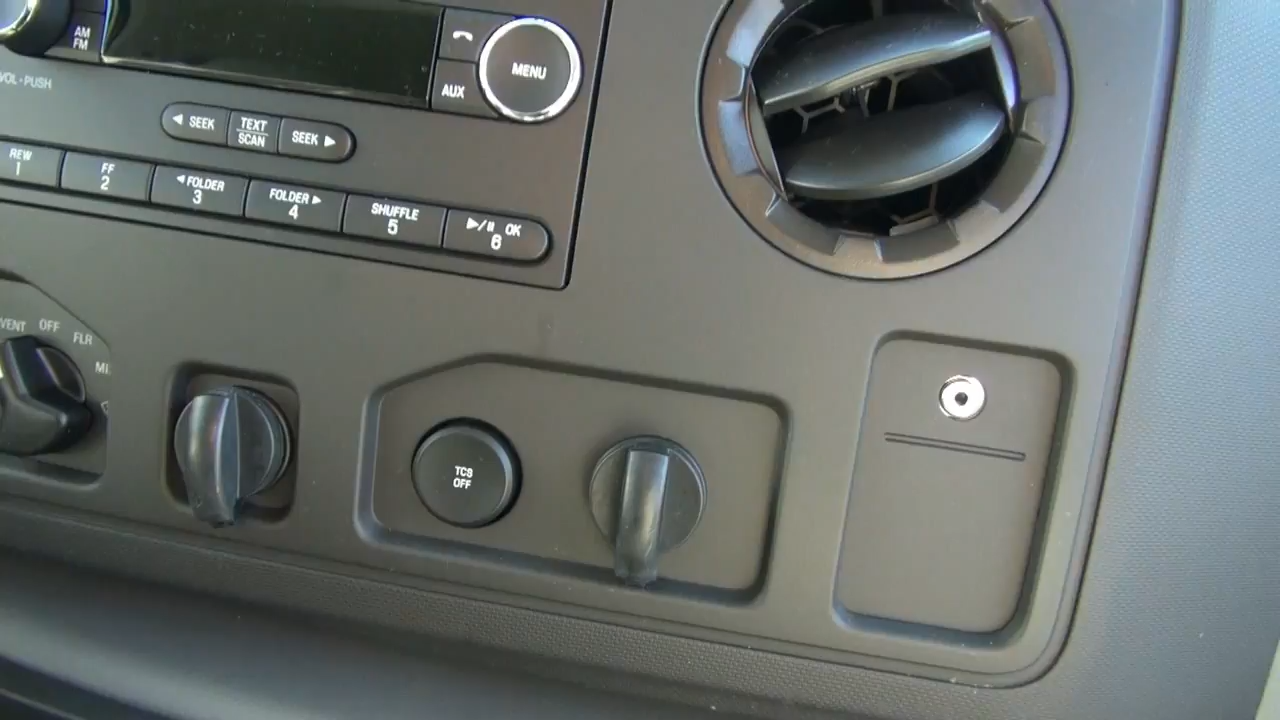 AM
FM
VOL - PUSH
MENU
AUX
◄ SEEK
TEXT
SCAN
SEEK ►
REW
1
FF
2
◄FOLDER
3
FOLDER►
4
SHUFFLE
5
►/II OK
6
VENT
OFF
FLR
TCS
OFF